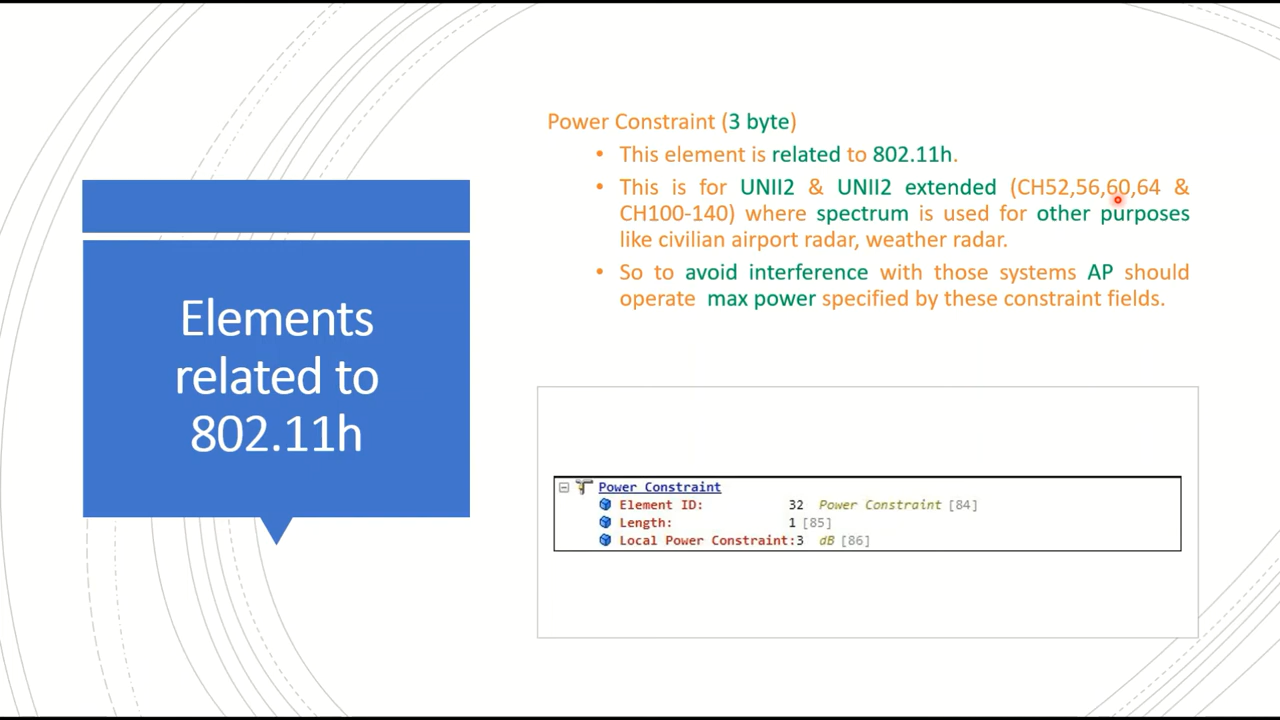 Elements
related to
802.11h
Power Constraint (3 byte)
• This element is related to 802.11h.
• This is for UNII2 & UNII2 extended (CH52,56,60,64 &
CH100-140) where spectrum is used for other purposes
like civilian airport radar, weather radar.
• So to avoid interference with those systems AP should
operate max power specified by these constraint fields.
Power Constraint
Element ID: 32 Power Constraint [84]
Length: 1 [85]
Local Power Constraint:3 dB [86]